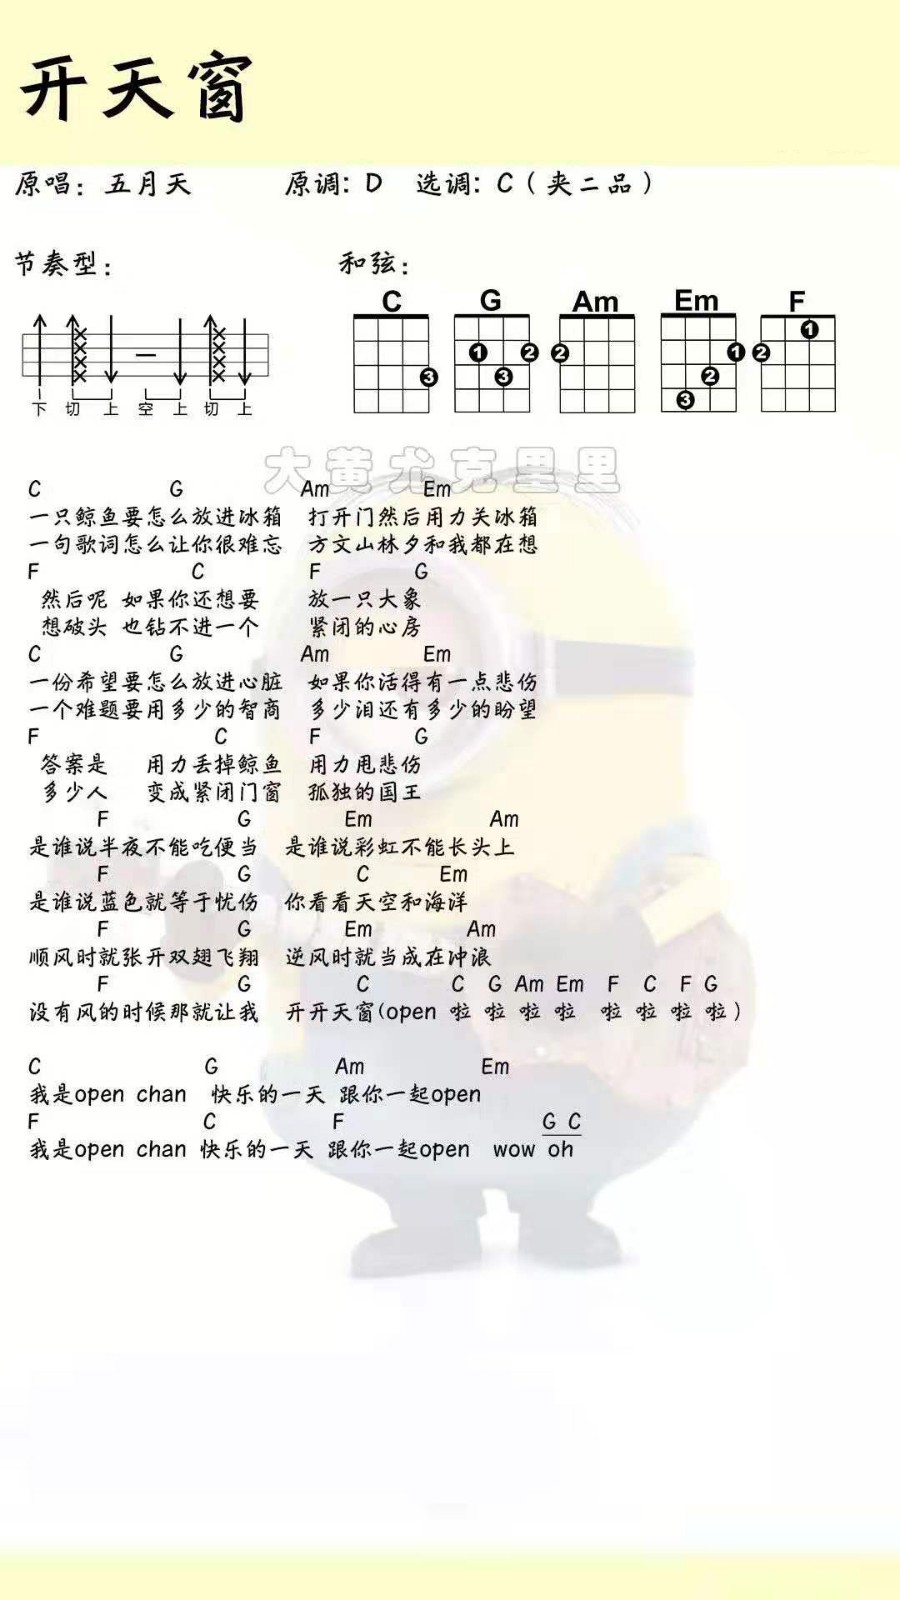 开天窗
原唱：五月天 原调：D 选调：C（夹二品）
节奏型： 和弦：
C G Am Em F
1 2 3 1 2 3 2 1 2 3 2 1
下 切 上 空 上 切 上
大黄尤克里里
C G Am Em
一只鲸鱼要怎么放进冰箱 打开门然后用力关冰箱
一句歌词怎么让你很难忘 方文山林夕和我都在想
F C F G
然后呢 如果你还想要 放一只大象
想破头 也钻不进一个 紧闭的心房
C G Am Em
一份希望要怎么放进心脏 如果你活得有一点悲伤
一个难题要用多少的智商 多少泪还有多少的盼望
F C F G
答案是 用力丢掉鲸鱼 用力甩悲伤
多少人 变成紧闭门窗 孤独的国王
F G Em Am
是谁说半夜不能吃便当 是谁说彩虹不能长头上
F G C Em
是谁说蓝色就等于忧伤 你看看天空和海洋
F G Em Am
顺风时就张开双翅飞翔 逆风时就当成在冲浪
F G C C G Am Em F C F G
没有风的时候那就让我 开开天窗(open 啦 啦 啦 啦 啦 啦 啦 啦)
C G Am Em
我是open chan 快乐的一天 跟你一起open
F C F G C
我是open chan 快乐的一天 跟你一起open wow oh